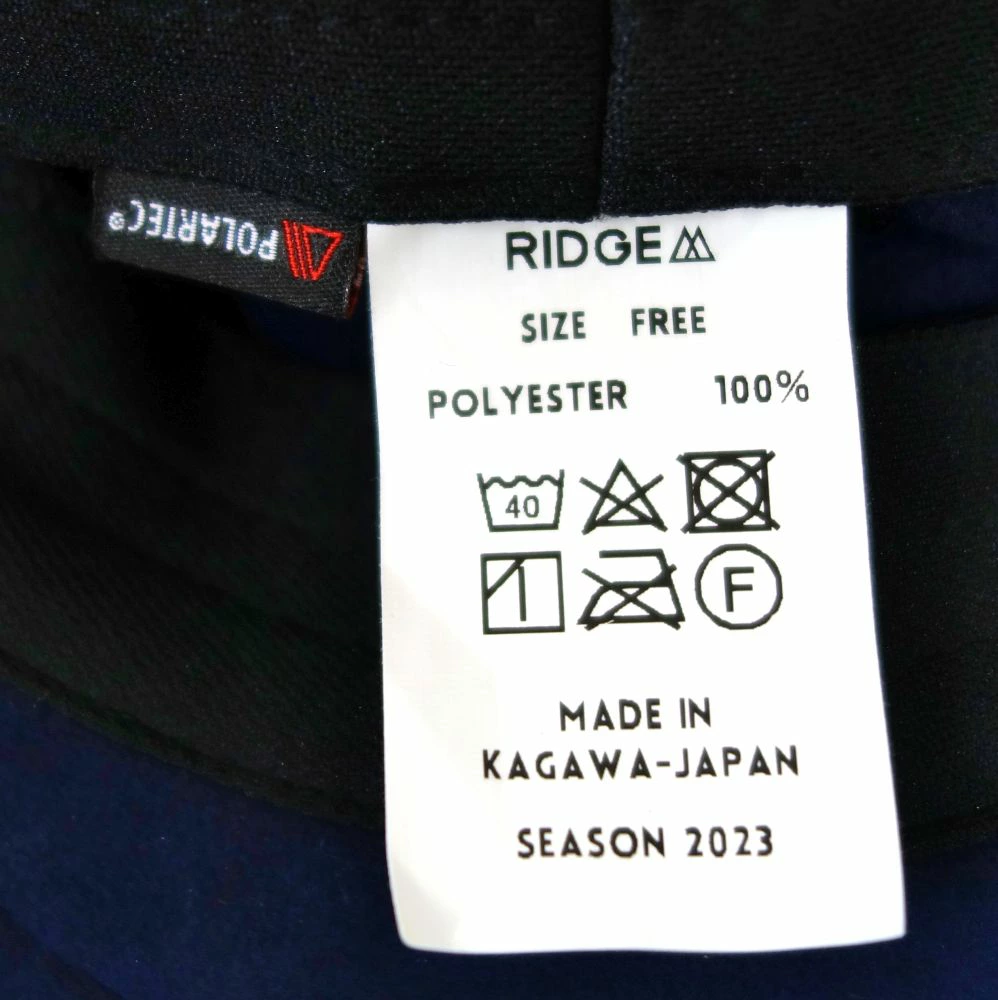 POLARTEC®
RIDGE
SIZE FREE
POLYESTER 100%
40
F
MADE IN
KAGAWA-JAPAN
SEASON 2023